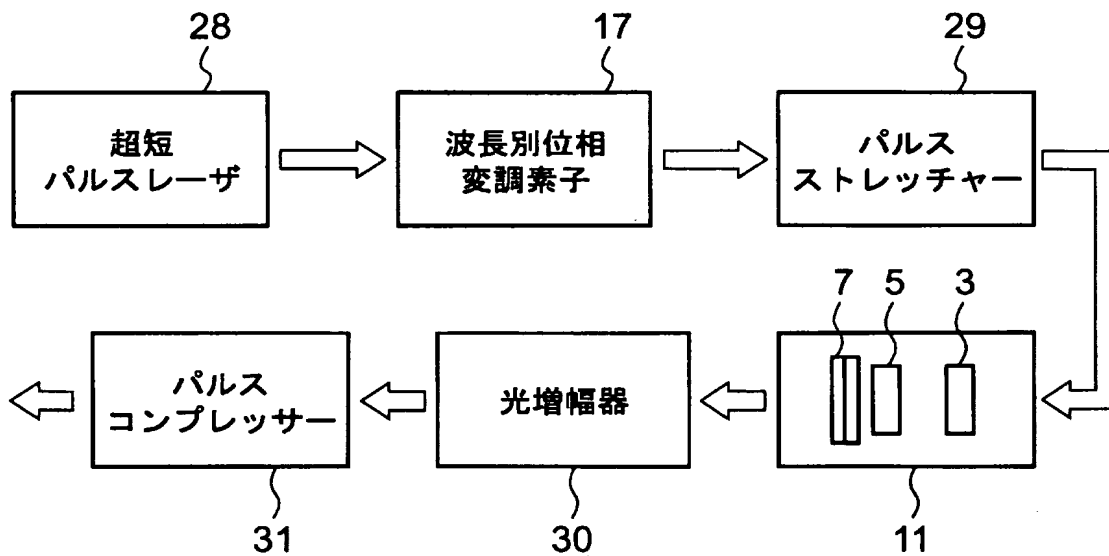 28
17
29
超短
パルスレーザ
波長別位相
変調素子
パルス
ストレッチャー
7
5
3
パルス
コンプレッサー
光増幅器
31
30
11